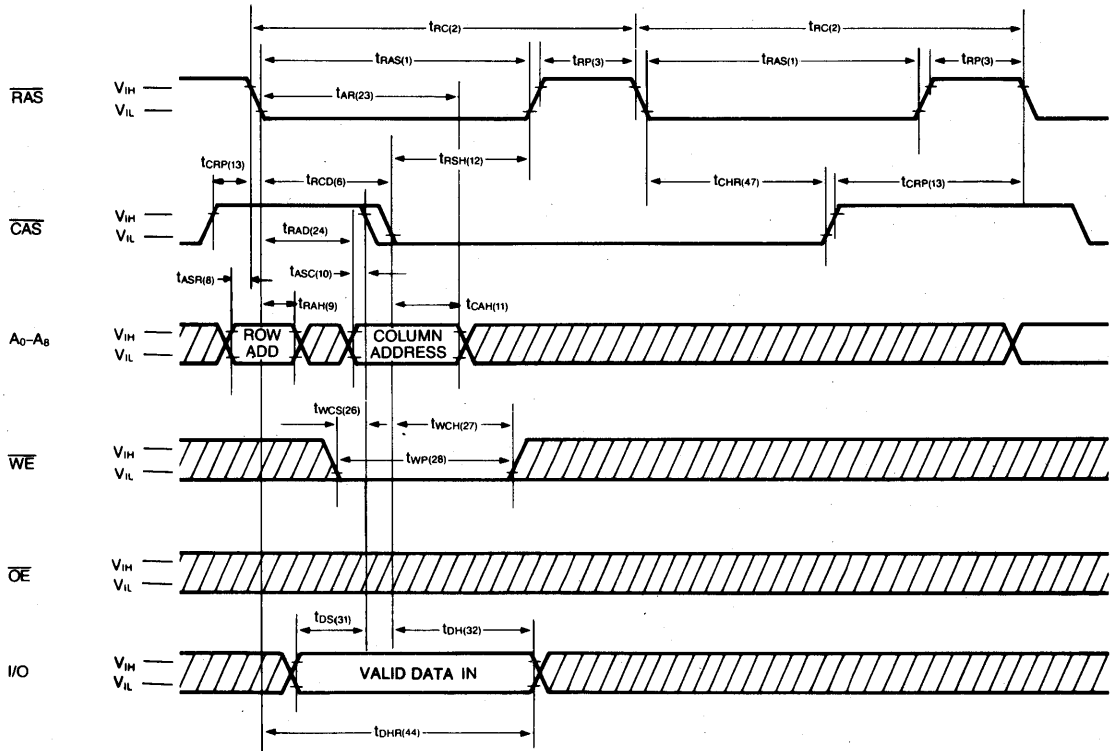 tRC(2) tRC(2)
tRAS(1) tRP(3) tRAS(1) tRP(3)
RAS VIH
VIL
tAR(23)
tRSH(12)
tCRP(13) tRCD(6) tCHR(47) tCRP(13)
CAS VIH
VIL
tRAD(24)
tASR(8) tASC(10)
tRAH(9) tCAH(11)
A0–A8 VIH
VIL
ROW
ADD
COLUMN
ADDRESS
tWCS(26) tWCH(27)
WE VIH
VIL
tWP(28)
OE VIH
VIL
tDS(31) tDH(32)
I/O VIH
VIL
VALID DATA IN
tDHR(44)